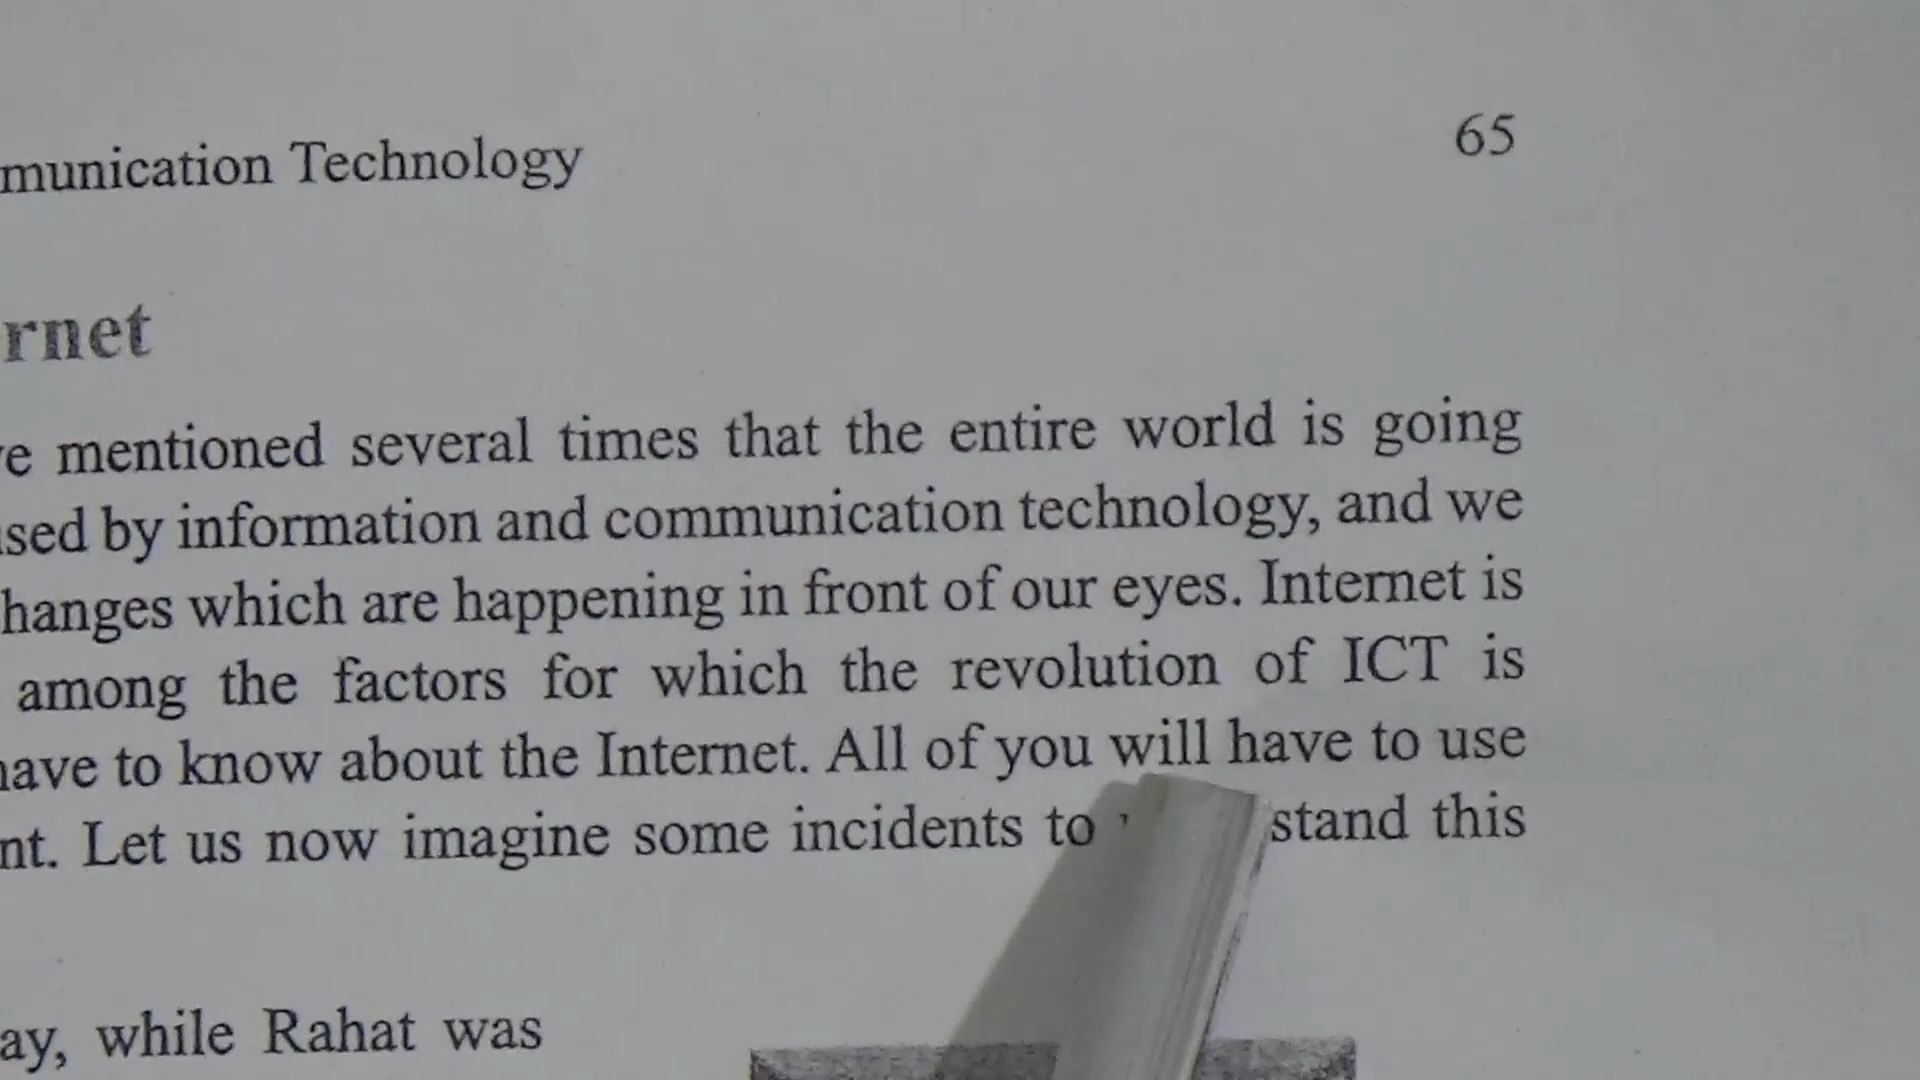 munication Technology 65
rnet
mentioned several times that the entire world is going
sed by information and communication technology, and we
hanges which are happening in front of our eyes. Internet is
among the factors for which the revolution of ICT is
ave to know about the Internet. All of you will have to use
nt. Let us now imagine some incidents to stand this
ay, while Rahat was